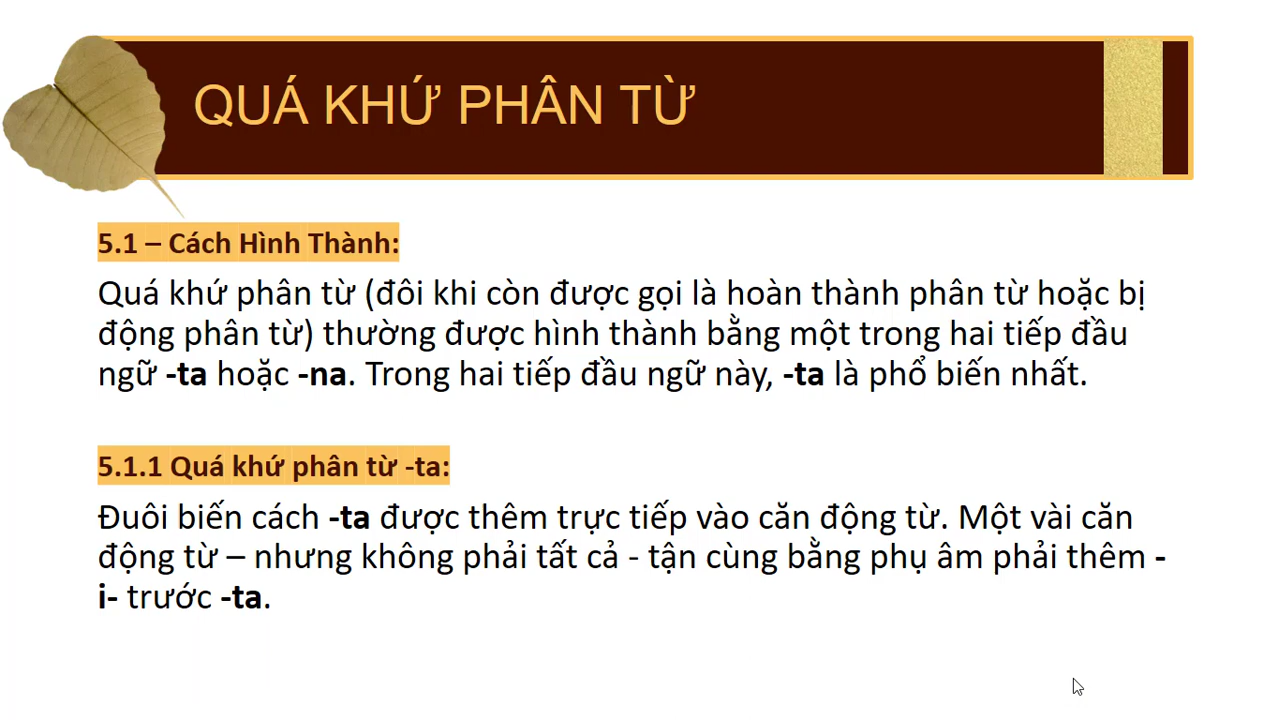 QUÁ KHỨ PHÂN TỪ
5.1 – Cách Hình Thành:
Quá khứ phân từ (đôi khi còn được gọi là hoàn thành phân từ hoặc bị
động phân từ) thường được hình thành bằng một trong hai tiếp đầu
ngữ -ta hoặc -na. Trong hai tiếp đầu ngữ này, -ta là phổ biến nhất.
5.1.1 Quá khứ phân từ -ta:
Đuôi biến cách -ta được thêm trực tiếp vào căn động từ. Một vài căn
động từ – nhưng không phải tất cả - tận cùng bằng phụ âm phải thêm -
i- trước -ta.